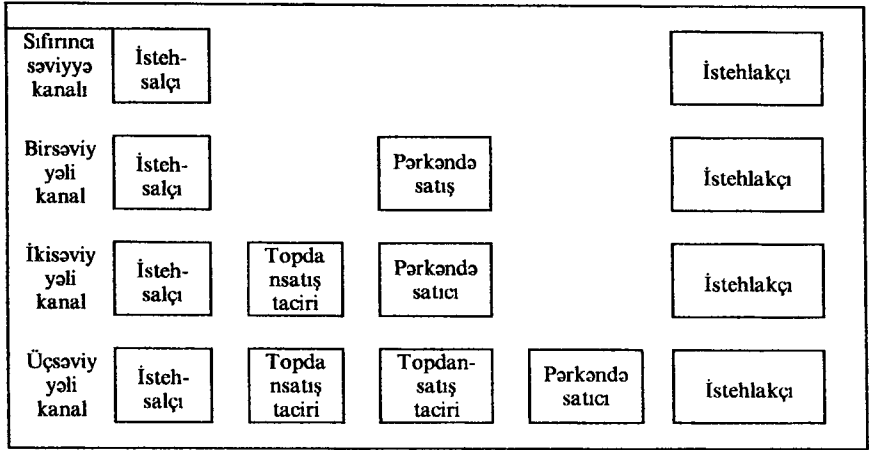 Sıfırıncı
səviyyə
kanalı
İsteh-
salçı
İstehlakçı
Birsəviy
yəli
kanal
İsteh-
salçı
Pərkəndə
satış
İstehlakçı
İkisəviy
yəli
kanal
İsteh-
salçı
Topda
nsatış
taciri
Pərkəndə
satıcı
İstehlakçı
Üçsəviy
yəli
kanal
İsteh-
salçı
Topda
nsatış
taciri
Topdan-
satış
taciri
Pərkəndə
satıcı
İstehlakçı